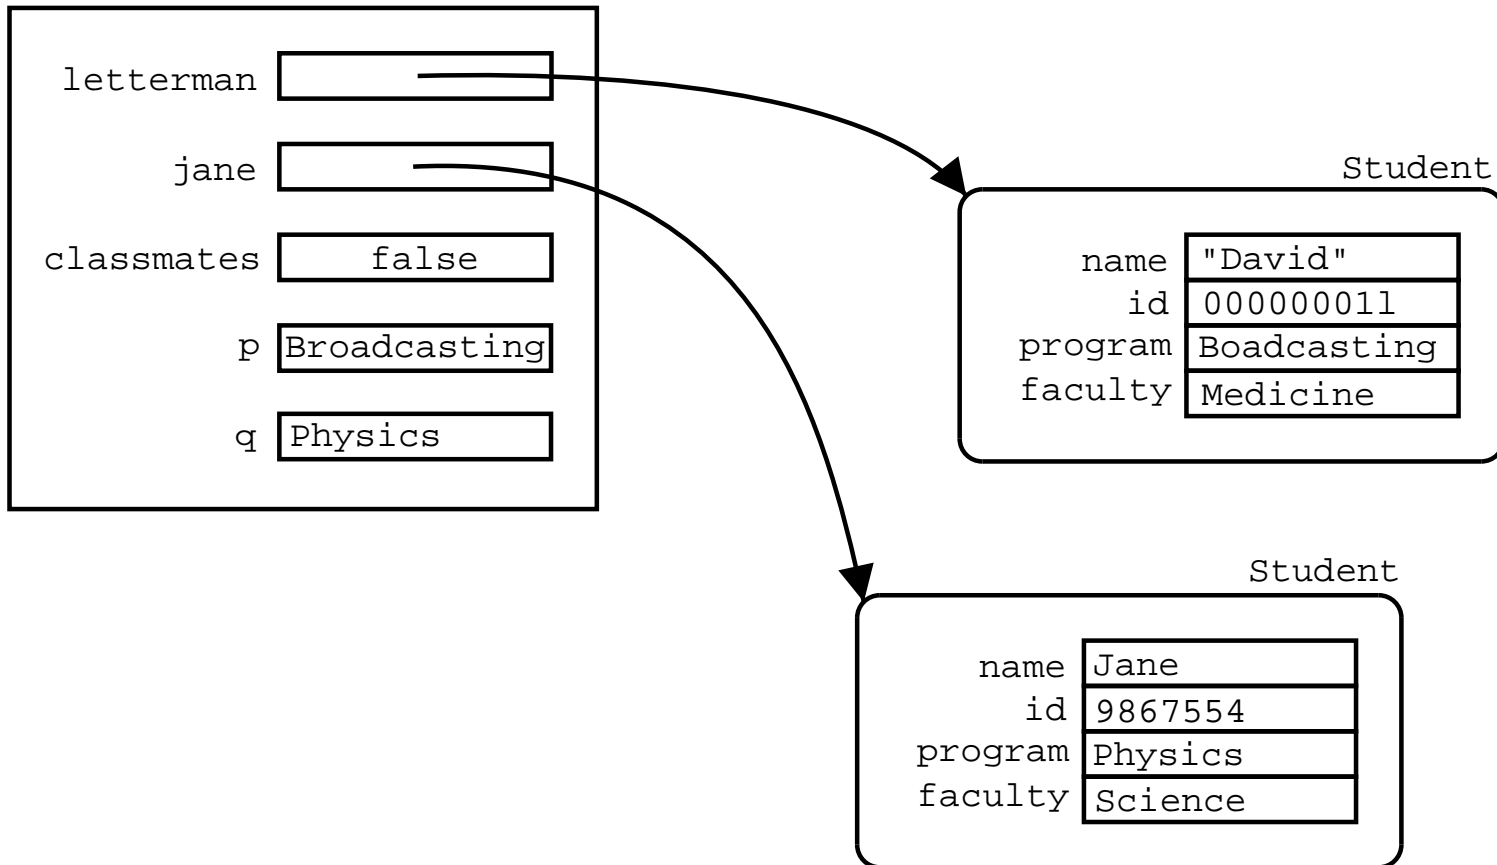 letterman
jane
classmates false
p Broadcasting
q Physics
Student
name "David"
id 00000001l
program Boadcasting
faculty Medicine
Student
name Jane
id 9867554
program Physics
faculty Science